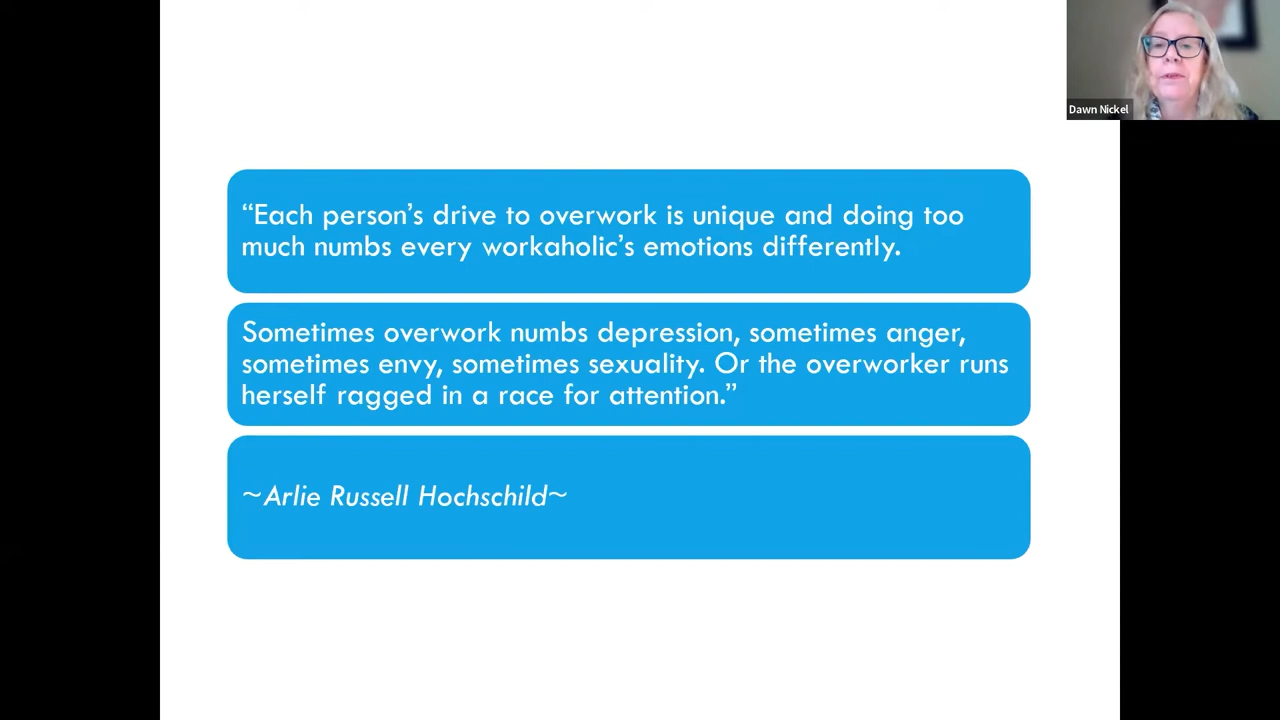 Dawn Nickel
“Each person’s drive to overwork is unique and doing too
much numbs every workaholic’s emotions differently.
Sometimes overwork numbs depression, sometimes anger,
sometimes envy, sometimes sexuality. Or the overworker runs
herself ragged in a race for attention.”
~Arlie Russell Hochschild~